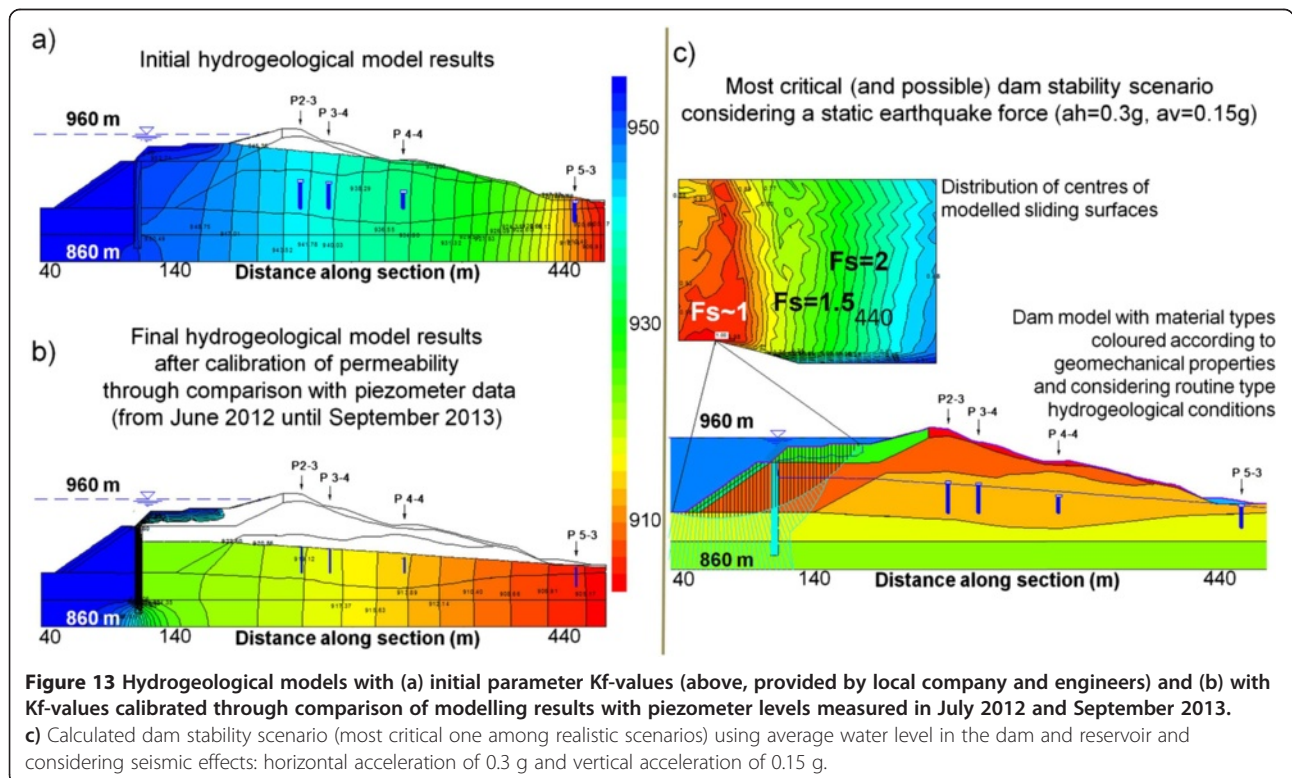 a)
Initial hydrogeological model results
P2-3
P 3-4
P 4-4
P 5-3
960 m
860 m
40
140
Distance along section (m)
440
950
930
910
b)
Final hydrogeological model results
after calibration of permeability
through comparison with piezometer data
(from June 2012 until September 2013)
P2-3
P 3-4
P 4-4
P 5-3
960 m
860 m
40
140
Distance along section (m)
440
c)
Most critical (and possible) dam stability scenario
considering a static earthquake force (ah=0.3g, av=0.15g)
Distribution of centres of
modelled sliding surfaces
Fs=2
Fs=1.5
440
Fs~1
Dam model with material types
coloured according to
geomechanical properties
and considering routine type
hydrogeological conditions
P2-3
P 3-4
P 4-4
P 5-3
960 m
860 m
40
140
Distance along section (m)
440
Figure 13 Hydrogeological models with (a) initial parameter Kf-values (above, provided by local company and engineers) and (b) with
Kf-values calibrated through comparison of modelling results with piezometer levels measured in July 2012 and September 2013.
c) Calculated dam stability scenario (most critical one among realistic scenarios) using average water level in the dam and reservoir and
considering seismic effects: horizontal acceleration of 0.3 g and vertical acceleration of 0.15 g.